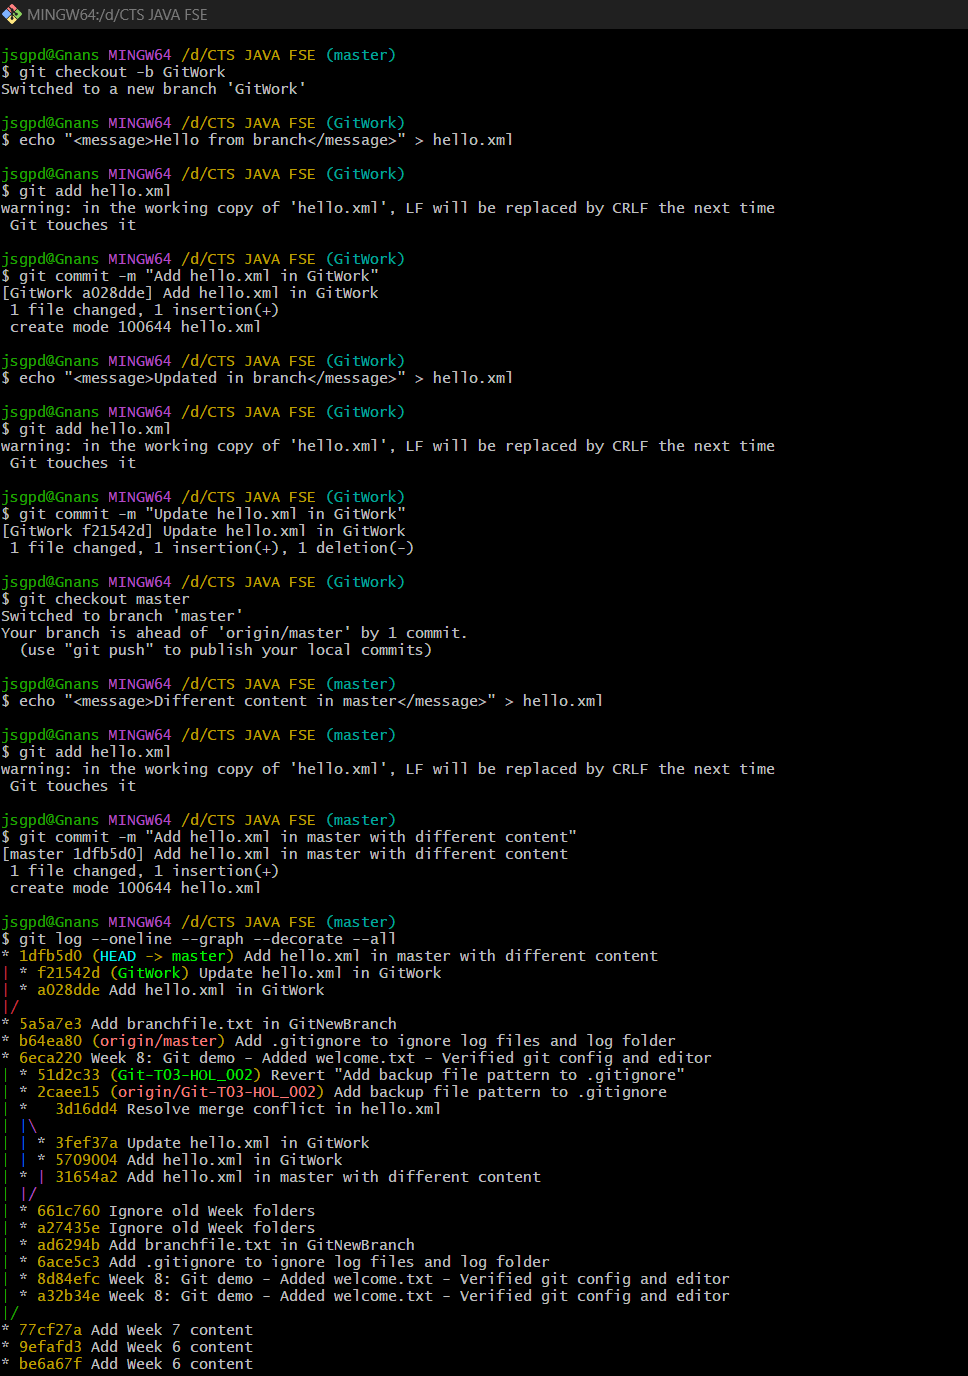 MINGW64:/d/CTS JAVA FSE
jsgpd@Gnans MINGW64 /d/CTS JAVA FSE (master)
$ git checkout -b GitWork
Switched to a new branch 'GitWork'
jsgpd@Gnans MINGW64 /d/CTS JAVA FSE (GitWork)
$ echo "<message>Hello from branch</message>" > hello.xml
jsgpd@Gnans MINGW64 /d/CTS JAVA FSE (GitWork)
$ git add hello.xml
warning: in the working copy of 'hello.xml', LF will be replaced by CRLF the next time
 Git touches it
jsgpd@Gnans MINGW64 /d/CTS JAVA FSE (GitWork)
$ git commit -m "Add hello.xml in GitWork"
[GitWork a028dde] Add hello.xml in GitWork
 1 file changed, 1 insertion(+)
 create mode 100644 hello.xml
jsgpd@Gnans MINGW64 /d/CTS JAVA FSE (GitWork)
$ echo "<message>Updated in branch</message>" > hello.xml
jsgpd@Gnans MINGW64 /d/CTS JAVA FSE (GitWork)
$ git add hello.xml
warning: in the working copy of 'hello.xml', LF will be replaced by CRLF the next time
 Git touches it
jsgpd@Gnans MINGW64 /d/CTS JAVA FSE (GitWork)
$ git commit -m "Update hello.xml in GitWork"
[GitWork f21542d] Update hello.xml in GitWork
 1 file changed, 1 insertion(+), 1 deletion(-)
jsgpd@Gnans MINGW64 /d/CTS JAVA FSE (GitWork)
$ git checkout master
Switched to branch 'master'
Your branch is ahead of 'origin/master' by 1 commit.
  (use "git push" to publish your local commits)
jsgpd@Gnans MINGW64 /d/CTS JAVA FSE (master)
$ echo "<message>Different content in master</message>" > hello.xml
jsgpd@Gnans MINGW64 /d/CTS JAVA FSE (master)
$ git add hello.xml
warning: in the working copy of 'hello.xml', LF will be replaced by CRLF the next time
 Git touches it
jsgpd@Gnans MINGW64 /d/CTS JAVA FSE (master)
$ git commit -m "Add hello.xml in master with different content"
[master 1dfb5d0] Add hello.xml in master with different content
 1 file changed, 1 insertion(+)
 create mode 100644 hello.xml
jsgpd@Gnans MINGW64 /d/CTS JAVA FSE (master)
$ git log --oneline --graph --decorate --all
* 1dfb5d0 (HEAD -> master) Add hello.xml in master with different content
| * f21542d (GitWork) Update hello.xml in GitWork
| * a028dde Add hello.xml in GitWork
|/
* 5a5a7e3 Add branchfile.txt in GitNewBranch
* b64ea80 (origin/master) Add .gitignore to ignore log files and log folder
* 6eca220 Week 8: Git demo - Added welcome.txt - Verified git config and editor
| * 51d2c33 (Git-T03-HOL_002) Revert "Add backup file pattern to .gitignore"
| * 2caee15 (origin/Git-T03-HOL_002) Add backup file pattern to .gitignore
| *   3d16dd4 Resolve merge conflict in hello.xml
| |\
| | * 3fef37a Update hello.xml in GitWork
| | * 5709004 Add hello.xml in GitWork
| * | 31654a2 Add hello.xml in master with different content
| |/
| * 661c760 Ignore old Week folders
| * a27435e Ignore old Week folders
| * ad6294b Add branchfile.txt in GitNewBranch
| * 6ace5c3 Add .gitignore to ignore log files and log folder
| * 8d84efc Week 8: Git demo - Added welcome.txt - Verified git config and editor
| * a32b34e Week 8: Git demo - Added welcome.txt - Verified git config and editor
|/
* 77cf27a Add Week 7 content
* 9efafd3 Add Week 6 content
* be6a67f Add Week 6 content